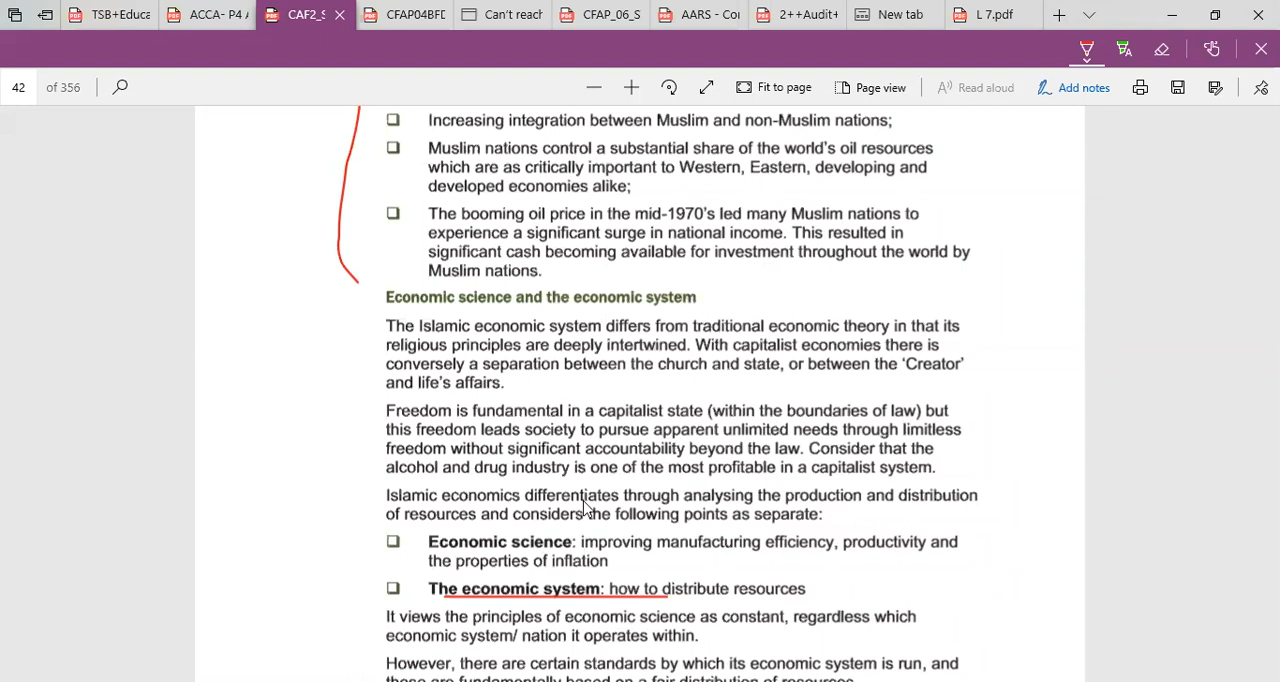 TSB+Educa
ACCA- P4 A
CAF2_S
CFAP04BFD
Can't reach
CFAP_06_S
AARS - Cor
2++Audit+
New tab
L 7.pdf
42 of 356
Fit to page
Page view
Read aloud
Add notes
Increasing integration between Muslim and non-Muslim nations;
Muslim nations control a substantial share of the world's oil resources
which are as critically important to Western, Eastern, developing and
developed economies alike;
The booming oil price in the mid-1970's led many Muslim nations to
experience a significant surge in national income. This resulted in
significant cash becoming available for investment throughout the world by
Muslim nations.
Economic science and the economic system
The Islamic economic system differs from traditional economic theory in that its
religious principles are deeply intertwined. With capitalist economies there is
conversely a separation between the church and state, or between the 'Creator'
and life's affairs.
Freedom is fundamental in a capitalist state (within the boundaries of law) but
this freedom leads society to pursue apparent unlimited needs through limitless
freedom without significant accountability beyond the law. Consider that the
alcohol and drug industry is one of the most profitable in a capitalist system.
Islamic economics differentiates through analysing the production and distribution
of resources and considers the following points as separate:
Economic science: improving manufacturing efficiency, productivity and
the properties of inflation
The economic system: how to distribute resources
It views the principles of economic science as constant, regardless which
economic system/ nation it operates within.
However, there are certain standards by which its economic system is run, and
these are fundamentally based on a fair distribution of resources